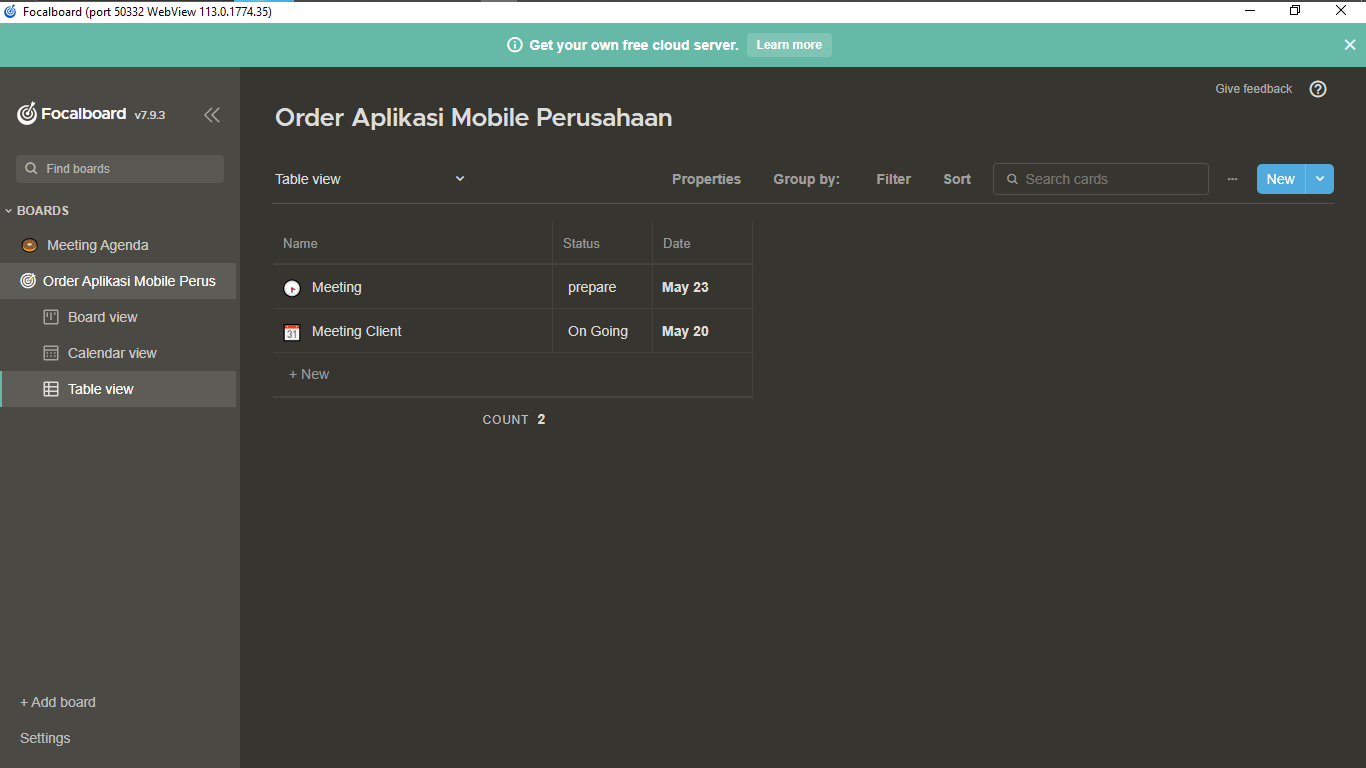 Focalboard (port 50332 WebView 113.0.1774.35)
Get your own free cloud server. Learn more
Focalboard v7.9.3
Find boards
BOARDS
Meeting Agenda
Order Aplikasi Mobile Perus
Board view
Calendar view
Table view
+ Add board
Settings
Give feedback
Order Aplikasi Mobile Perusahaan
Table view Properties Group by: Filter Sort Search cards ... New
Name Status Date
Meeting prepare May 23
31 Meeting Client On Going May 20
+ New
COUNT 2